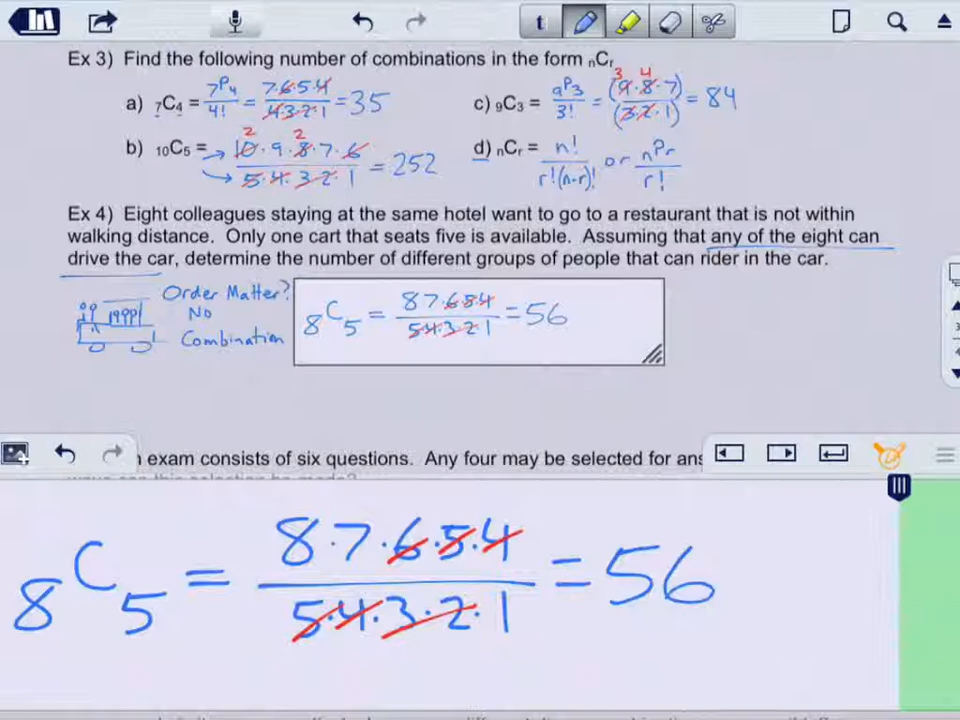 t
Ex 3) Find the following number of combinations in the form nCr
a) 7C4 = 7P4/4! = 7·6·5·4/4·3·2·1 = 35
c) 9C3 = 9P3/3! = (9·8·7)/(3·2·1) = 84
3 4
b) 10C5 = 10·9·8·7·6/5·4·3·2·1 = 252
2 2
d) nCr = n!/r!(n-r)! or nPr/r!
Ex 4) Eight colleagues staying at the same hotel want to go to a restaurant that is not within
walking distance. Only one cart that seats five is available. Assuming that any of the eight can
drive the car, determine the number of different groups of people that can rider in the car.
Order Matter?
No
Combination
8C5 = 87·6·5·4/5·4·3·2·1 = 56
exam consists of six questions. Any four may be selected for ans
8C5 = 8·7·6·5·4/5·4·3·2·1 = 56